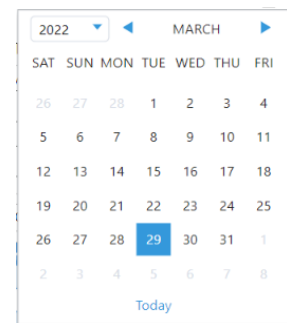 2022 MARCH
SAT SUN MON TUE WED THU FRI
26 27 28 1 2 3 4
5 6 7 8 9 10 11
12 13 14 15 16 17 18
19 20 21 22 23 24 25
26 27 28 29 30 31 1
2 3 4 5 6 7 8
Today